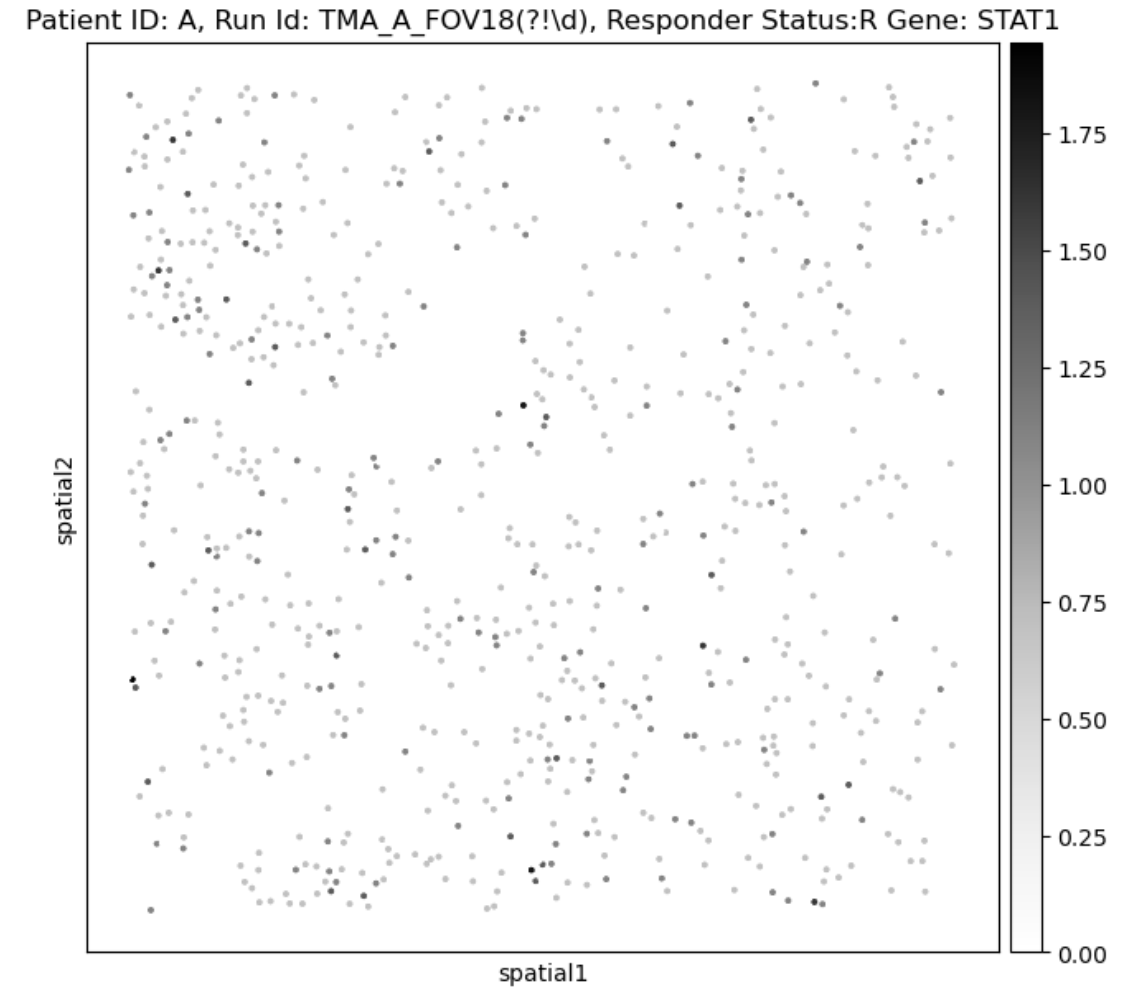 Patient ID: A, Run Id: TMA_A_FOV18(?!\d), Responder Status:R Gene: STAT1
1.75
1.50
1.25
1.00
0.75
0.50
0.25
0.00
spatial2
spatial1